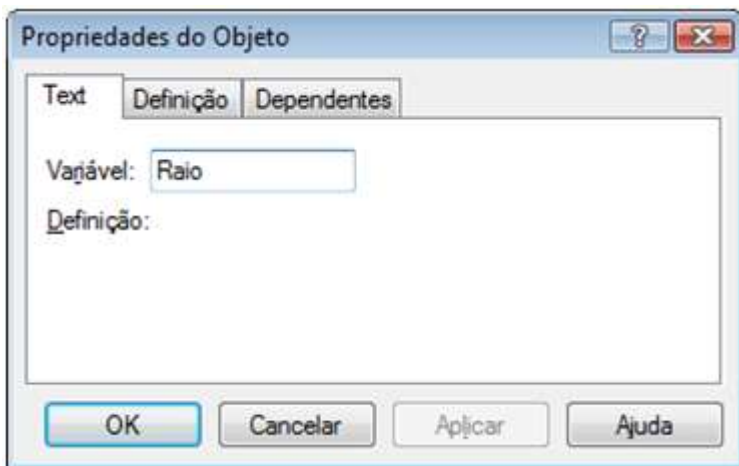 Propriedades do Objeto
Text Definição Dependentes
Variável: Raio
Definição:
OK Cancelar Aplicar Ajuda